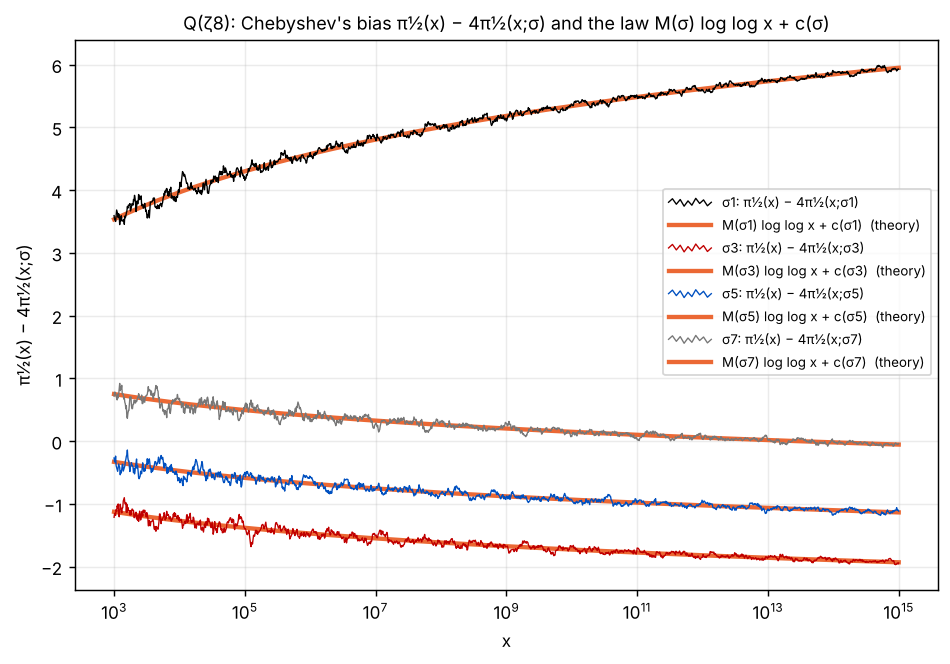 Q(ζ8): Chebyshev's bias π½(x) − 4π½(x;σ) and the law M(σ) log log x + c(σ)
π½(x) − 4π½(x;σ)
6
5
4
3
2
1
0
−1
−2
σ1: π½(x) − 4π½(x;σ1)
M(σ1) log log x + c(σ1) (theory)
σ3: π½(x) − 4π½(x;σ3)
M(σ3) log log x + c(σ3) (theory)
σ5: π½(x) − 4π½(x;σ5)
M(σ5) log log x + c(σ5) (theory)
σ7: π½(x) − 4π½(x;σ7)
M(σ7) log log x + c(σ7) (theory)
10³ 10⁵ 10⁷ 10⁹ 10¹¹ 10¹³ 10¹⁵
x